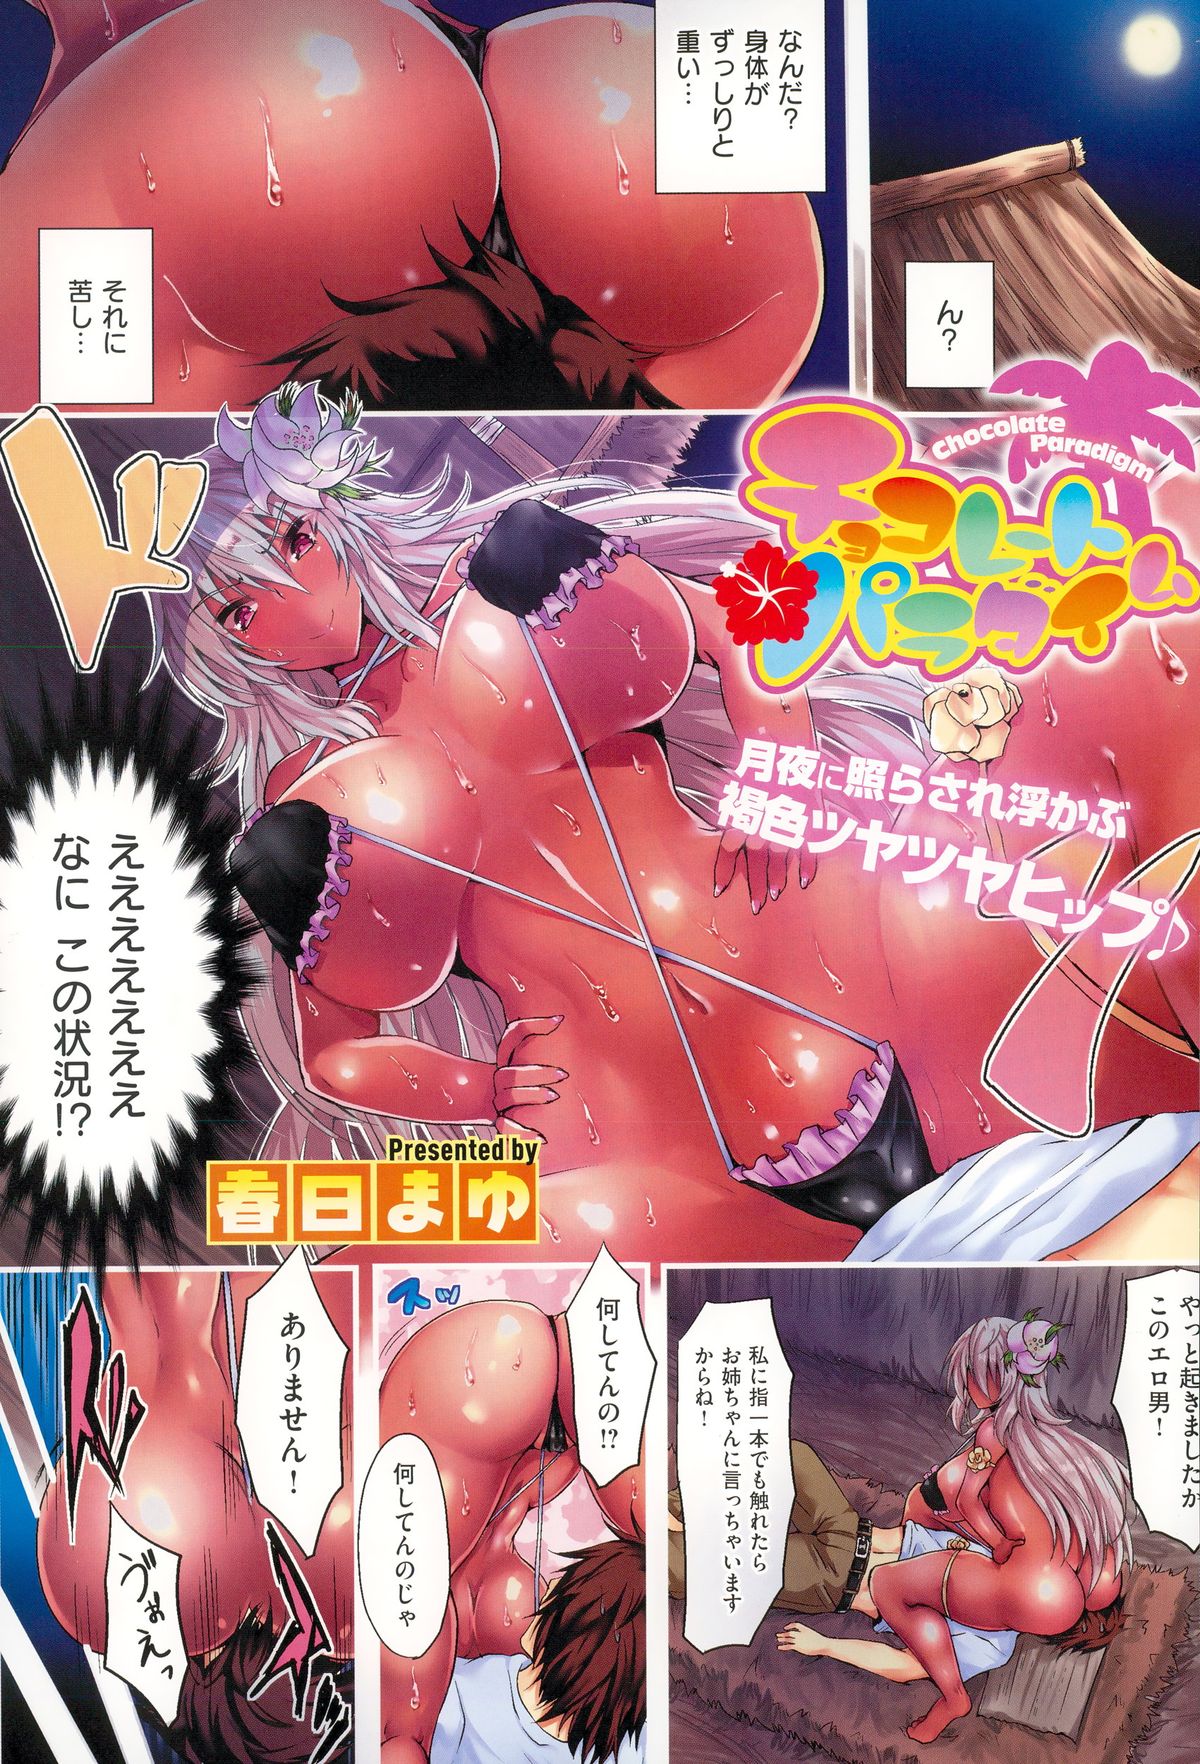 ん?
なんだ?
身体が
ずっしりと
重い…
それに
苦し…
Chocolate
Paradigm
チョコレート
パラダイム
月夜に照らされ浮かぶ
褐色ツヤツヤヒップ♪
ドッ
ええええええええ
なに この状況!?
Presented by
春日まゆ
やっと起きましたか
このエロ男!
私に指一本でも触れたら
お姉ちゃんに言っちゃいます
からね!
何してんの!?
スッ
何してんのじゃ
ありません!
うぶぉえっ